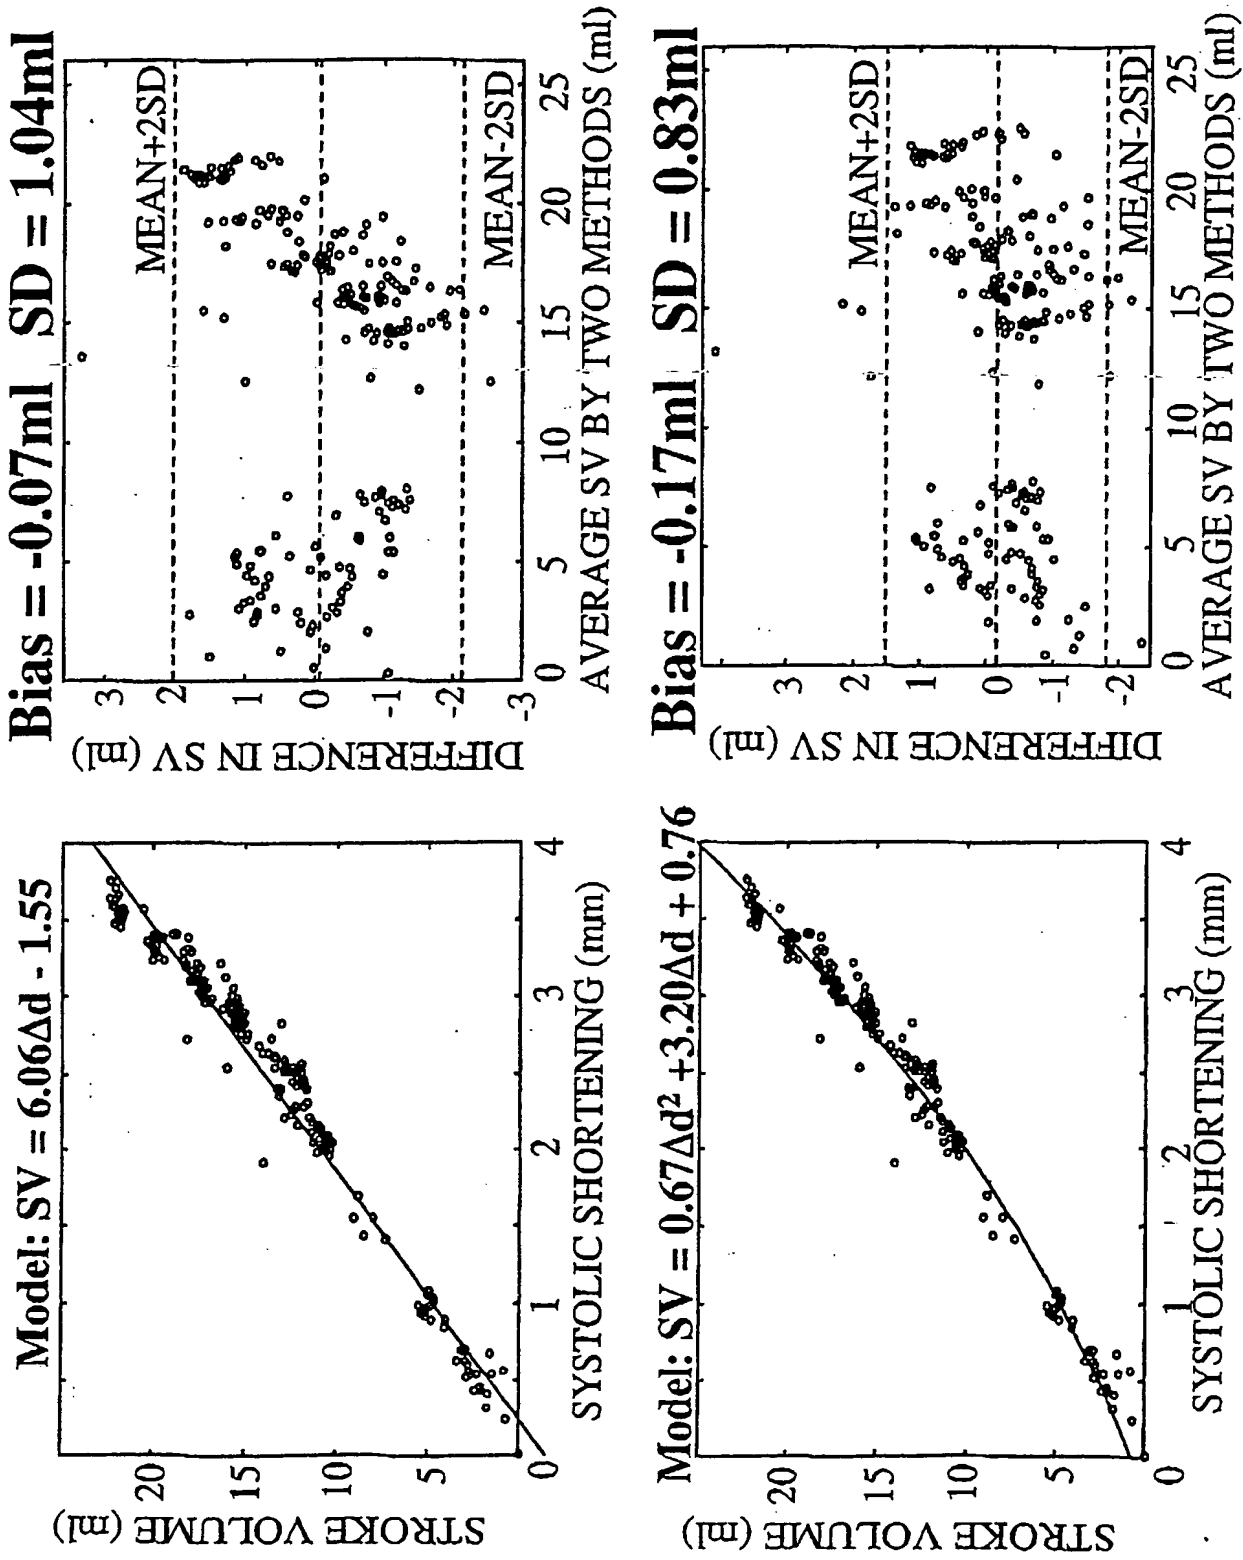 Model: SV = 6.06Δd - 1.55
STROKE VOLUME (ml)
20
15
10
5
0
1
2
3
4
SYSTOLIC SHORTENING (mm)
Bias = -0.07ml SD = 1.04ml
DIFFERENCE IN SV (ml)
3
2
1
0
-1
-2
-3
MEAN+2SD
MEAN-2SD
0
5
10
15
20
25
AVERAGE SV BY TWO METHODS (ml)
Model: SV = 0.67Δd² +3.20Δd + 0.76
STROKE VOLUME (ml)
20
15
10
5
0
1
2
3
4
SYSTOLIC SHORTENING (mm)
Bias = -0.17ml SD = 0.83ml
DIFFERENCE IN SV (ml)
3
2
1
0
-1
-2
MEAN+2SD
MEAN-2SD
0
5
10
15
20
25
AVERAGE SV BY TWO METHODS (ml)